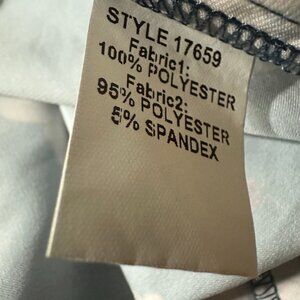 STYLE 17659
Fabric1:
100% POLYESTER
Fabric2:
95% POLYESTER
5% SPANDEX